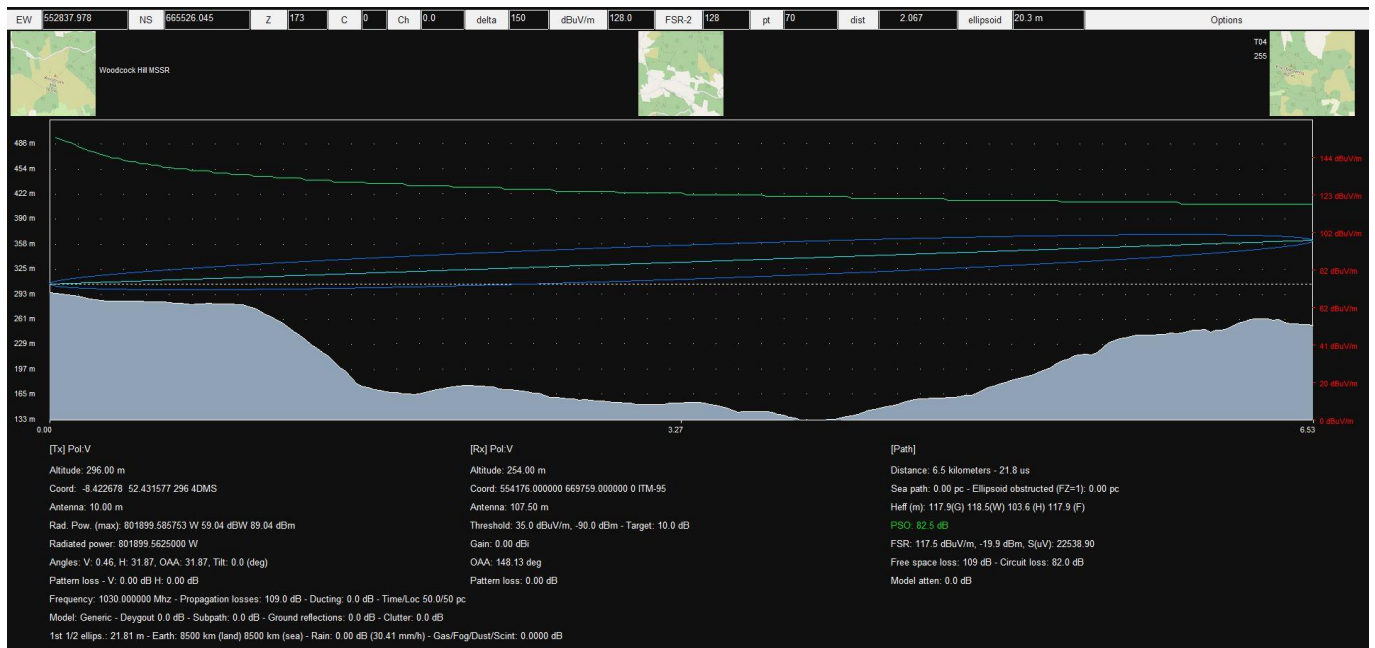 EW 552837.978 NS 665526.045 Z 173 C 0 Ch 0.0 delta 150 dBuV/m 128.0 FSR-2 128 pt 70 dist 2.067 ellipsoid 20.3 m Options
Woodcock Hill MSSR
T04
255
486 m
454 m
422 m
390 m
358 m
325 m
293 m
261 m
229 m
197 m
165 m
133 m
144 dBuV/m
123 dBuV/m
102 dBuV/m
82 dBuV/m
62 dBuV/m
41 dBuV/m
20 dBuV/m
0 dBuV/m
0.00 3.27 6.53
[Tx] Pol:V
Altitude: 296.00 m
Coord: -8.422678 52.431577 296 4DMS
Antenna: 10.00 m
Rad. Pow. (max): 801899.585753 W 59.04 dBW 89.04 dBm
Radiated power: 801899.5625000 W
Angles: V: 0.46, H: 31.87, OAA: 31.87, Tilt: 0.0 (deg)
Pattern loss - V: 0.00 dB H: 0.00 dB
Frequency: 1030.000000 Mhz - Propagation losses: 109.0 dB - Ducting: 0.0 dB - Time/Loc 50.0/50 pc
Model: Generic - Deygout 0.0 dB - Subpath: 0.0 dB - Ground reflections: 0.0 dB - Clutter: 0.0 dB
1st 1/2 ellips.: 21.81 m - Earth: 8500 km (land) 8500 km (sea) - Rain: 0.00 dB (30.41 mm/h) - Gas/Fog/Dust/Scint: 0.0000 dB
[Rx] Pol:V
Altitude: 254.00 m
Coord: 554176.000000 669759.000000 0 ITM-95
Antenna: 107.50 m
Threshold: 35.0 dBuV/m, -90.0 dBm - Target: 10.0 dB
Gain: 0.00 dBi
OAA: 148.13 deg
Pattern loss: 0.00 dB
[Path]
Distance: 6.5 kilometers - 21.8 us
Sea path: 0.00 pc - Ellipsoid obstructed (FZ=1): 0.00 pc
Heff (m): 117.9(G) 118.5(W) 103.6 (H) 117.9 (F)
PSO: 82.5 dB
FSR: 117.5 dBuV/m, -19.9 dBm, S(uV): 22538.90
Free space loss: 109 dB - Circuit loss: 82.0 dB
Model atten: 0.0 dB